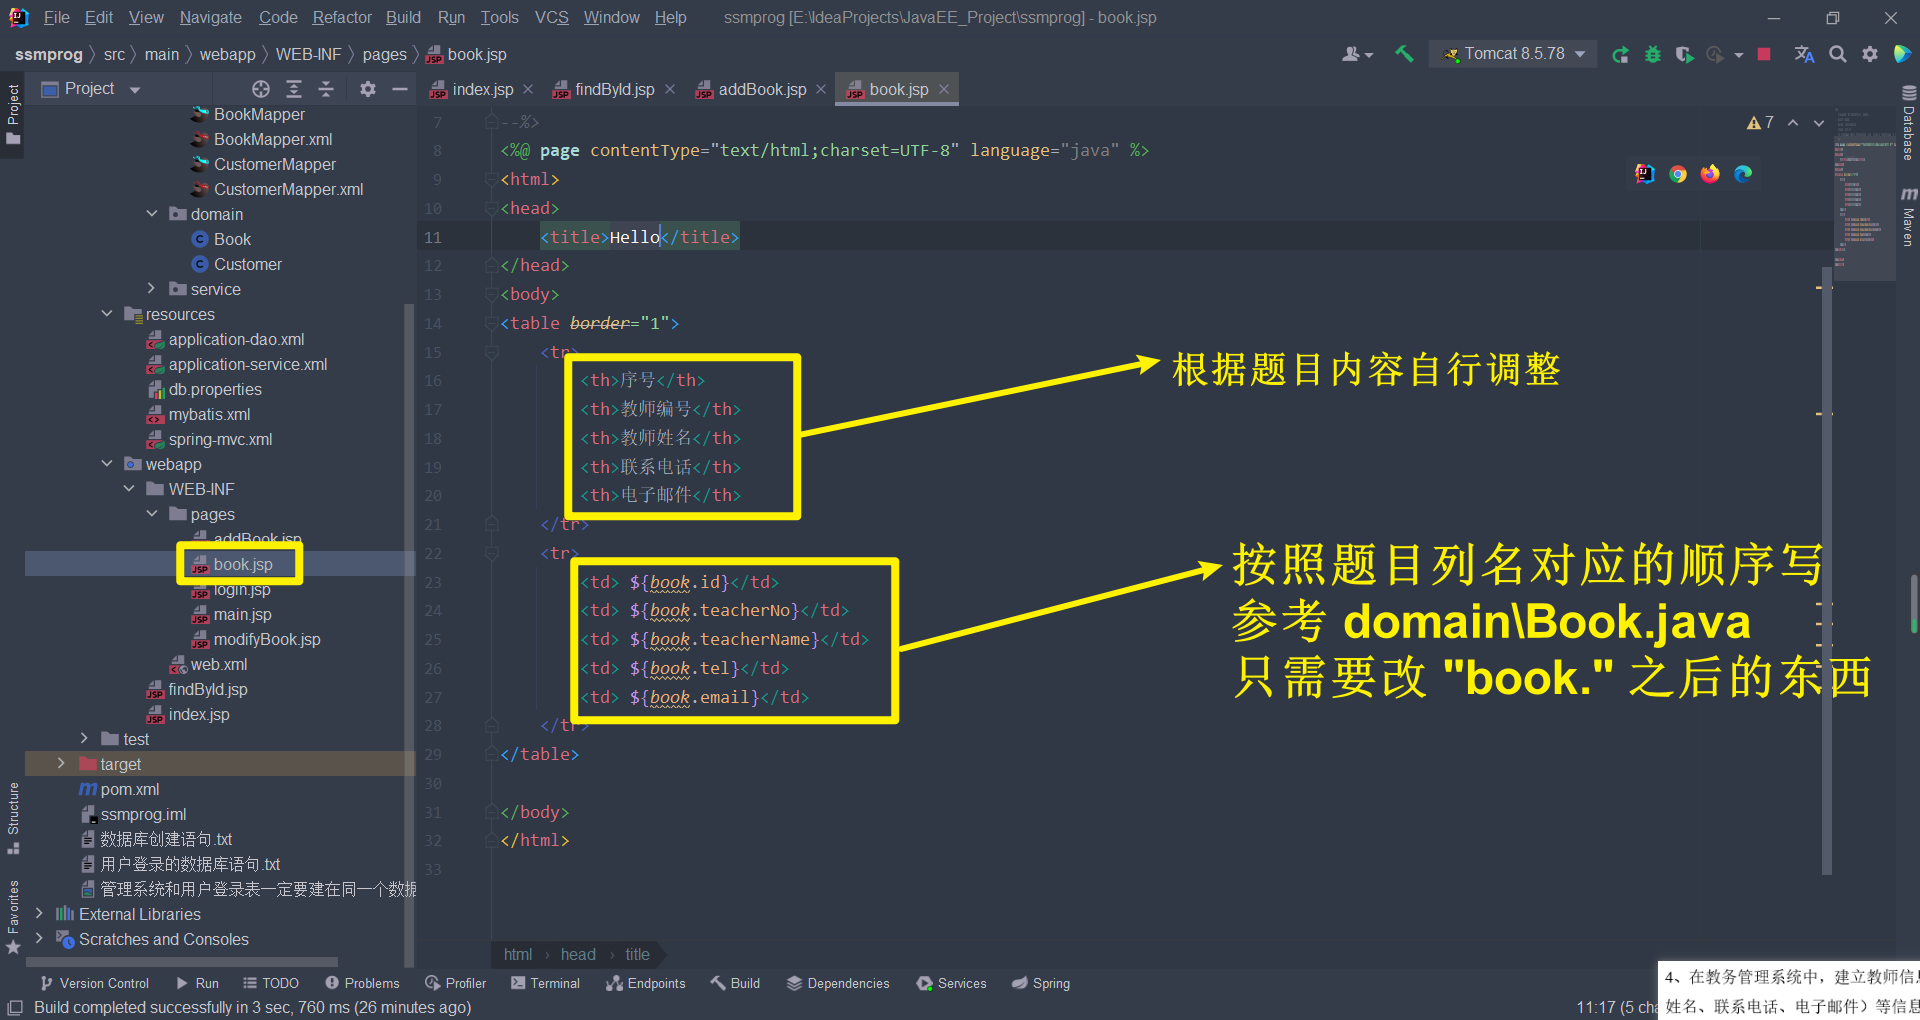 File Edit View Navigate Code Refactor Build Run Tools VCS Window Help ssmprog [E:\IdeaProjects\JavaEE_Project\ssmprog] - book.jsp
ssmprog src main webapp WEB-INF pages book.jsp
Tomcat 8.5.78
Project
index.jsp findById.jsp addBook.jsp book.jsp
Project
Structure
Favorites
BookMapper
BookMapper.xml
CustomerMapper
CustomerMapper.xml
domain
Book
Customer
service
resources
application-dao.xml
application-service.xml
db.properties
mybatis.xml
spring-mvc.xml
webapp
WEB-INF
pages
addBook.jsp
book.jsp
login.jsp
main.jsp
modifyBook.jsp
web.xml
findById.jsp
index.jsp
test
target
pom.xml
ssmprog.iml
数据库创建语句.txt
用户登录的数据库语句.txt
管理系统和用户登录表一定要建在同一个数据
External Libraries
Scratches and Consoles
7 --%>
8 <%@ page contentType="text/html;charset=UTF-8" language="java" %>
9 <html>
10 <head>
11 <title>Hello</title>
12 </head>
13 <body>
14 <table border="1">
15 <tr>
16 <th>序号</th>
17 <th>教师编号</th>
18 <th>教师姓名</th>
19 <th>联系电话</th>
20 <th>电子邮件</th>
21 </tr>
22 <tr>
23 <td> ${book.id}</td>
24 <td> ${book.teacherNo}</td>
25 <td> ${book.teacherName}</td>
26 <td> ${book.tel}</td>
27 <td> ${book.email}</td>
28 </tr>
29 </table>
30
31 </body>
32 </html>
33
7
根据题目内容自行调整
按照题目列名对应的顺序写
参考 domain\Book.java
只需要改 "book." 之后的东西
Database
Maven
html head title
Version Control Run TODO Problems Profiler Terminal Endpoints Build Dependencies Services Spring
Build completed successfully in 3 sec, 760 ms (26 minutes ago)
11:17 (5 cha
4、在教务管理系统中，建立教师信息
姓名、联系电话、电子邮件）等信息